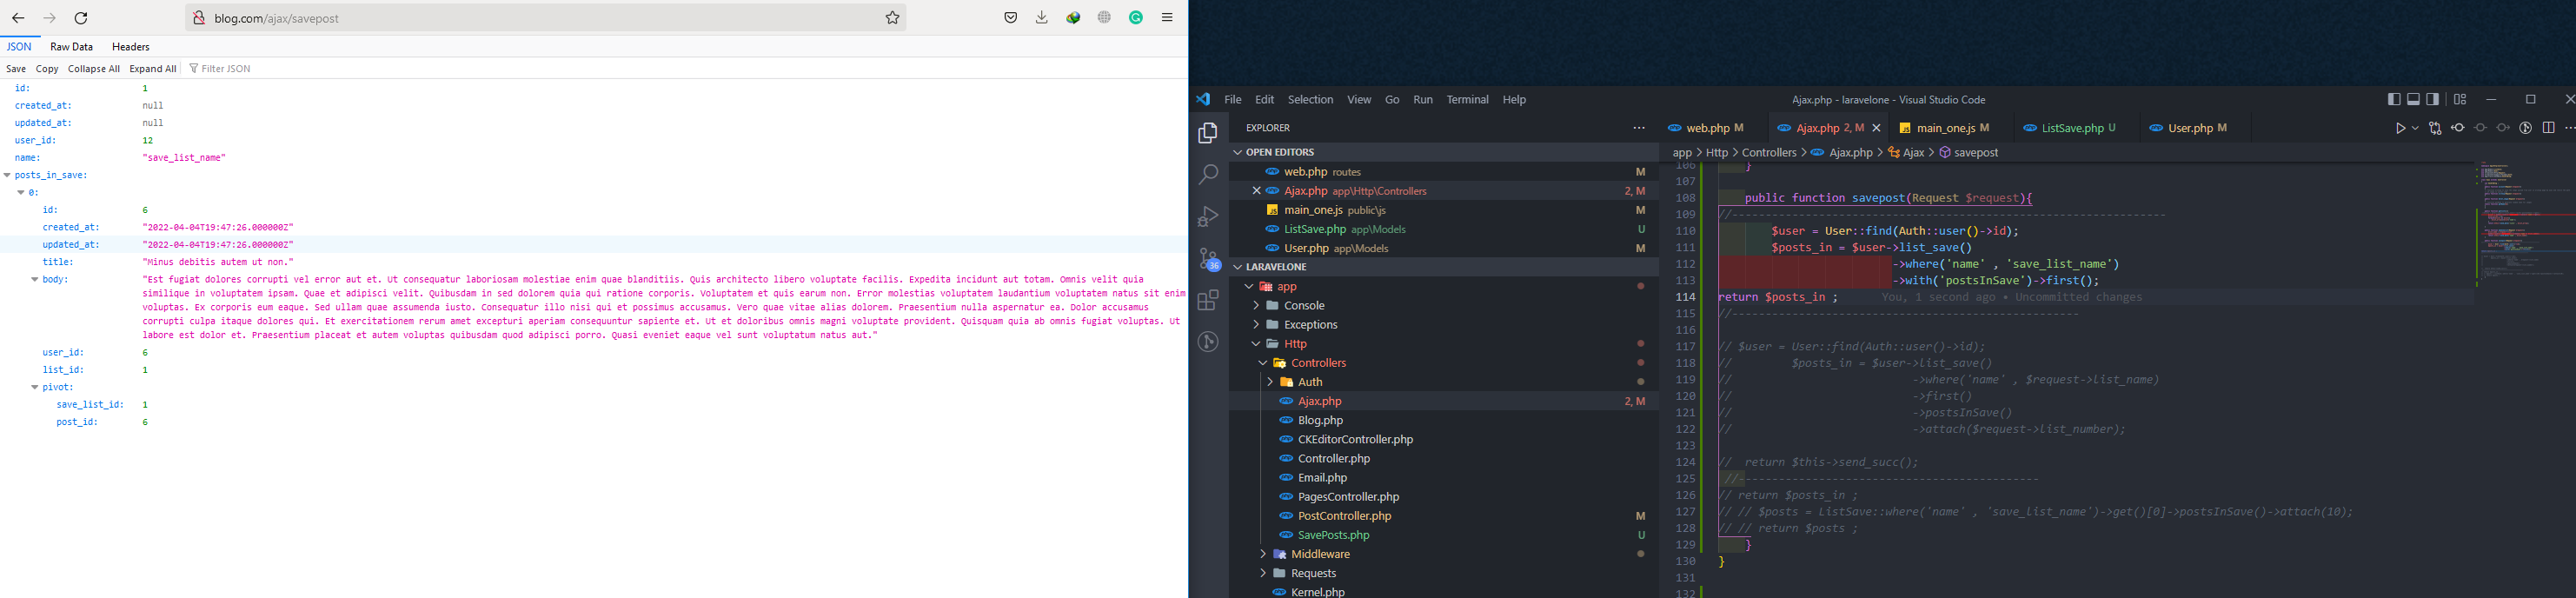 blog.com/ajax/savepost
JSON Raw Data Headers
Save Copy Collapse All Expand All Filter JSON
id: 1
created_at: null
updated_at: null
user_id: 12
name: "save_list_name"
posts_in_save:
0:
id: 6
created_at: "2022-04-04T19:47:26.000000Z"
updated_at: "2022-04-04T19:47:26.000000Z"
title: "Minus debitis autem ut non."
body: "Est fugiat dolores corrupti vel error aut et. Ut consequatur laboriosam molestiae enim quae blanditiis. Quis architecto libero voluptate facilis. Expedita incidunt aut totam. Omnis velit quia
similique in voluptatem ipsam. Quae et adipisci velit. Quibusdam in sed dolorem quia qui ratione corporis. Voluptatem et quis earum non. Error molestias voluptatem laudantium voluptatem natus sit enim
voluptas. Ex corporis eum eaque. Sed ullam quae assumenda iusto. Consequatur illo nisi qui et possimus accusamus. Vero quae vitae alias dolorem. Praesentium nulla aspernatur ea. Dolor accusamus
corrupti culpa itaque dolores qui. Et exercitationem rerum amet excepturi aperiam consequuntur sapiente et. Ut et doloribus omnis magni voluptate provident. Quisquam quia ab omnis fugiat voluptas. Ut
labore est dolor et. Praesentium placeat et autem voluptas quibusdam quod adipisci porro. Quasi eveniet eaque vel sunt voluptatum natus aut."
user_id: 6
list_id: 1
pivot:
save_list_id: 1
post_id: 6
File Edit Selection View Go Run Terminal Help Ajax.php - laravelone - Visual Studio Code
EXPLORER
OPEN EDITORS
web.php routes M
Ajax.php app\Http\Controllers 2, M
main_one.js public\js M
ListSave.php app\Models U
User.php app\Models M
36
LARAVELONE
app
Console
Exceptions
Http
Controllers
Auth
Ajax.php 2, M
Blog.php
CKEditorController.php
Controller.php
Email.php
PagesController.php
PostController.php M
SavePosts.php U
Middleware
Requests
Kernel.php
web.php M Ajax.php 2, M main_one.js M ListSave.php U User.php M
app > Http > Controllers > Ajax.php > Ajax > savepost
106 }
107
108 public function savepost(Request $request){
109 //---------------------------------------------------------------
110 $user = User::find(Auth::user()->id);
111 $posts_in = $user->list_save()
112 ->where('name' , 'save_list_name')
113 ->with('postsInSave')->first();
114 return $posts_in ; You, 1 second ago • Uncommitted changes
115 //--------------------------------------------------
116
117 // $user = User::find(Auth::user()->id);
118 // $posts_in = $user->list_save()
119 // ->where('name' , $request->list_name)
120 // ->first()
121 // ->postsInSave()
122 // ->attach($request->list_number);
123
124 // return $this->send_succ();
125 //-------------------------------------------
126 // return $posts_in ;
127 // // $posts = ListSave::where('name' , 'save_list_name')->get()[0]->postsInSave()->attach(10);
128 // // return $posts ;
129 }
130 }
131
132